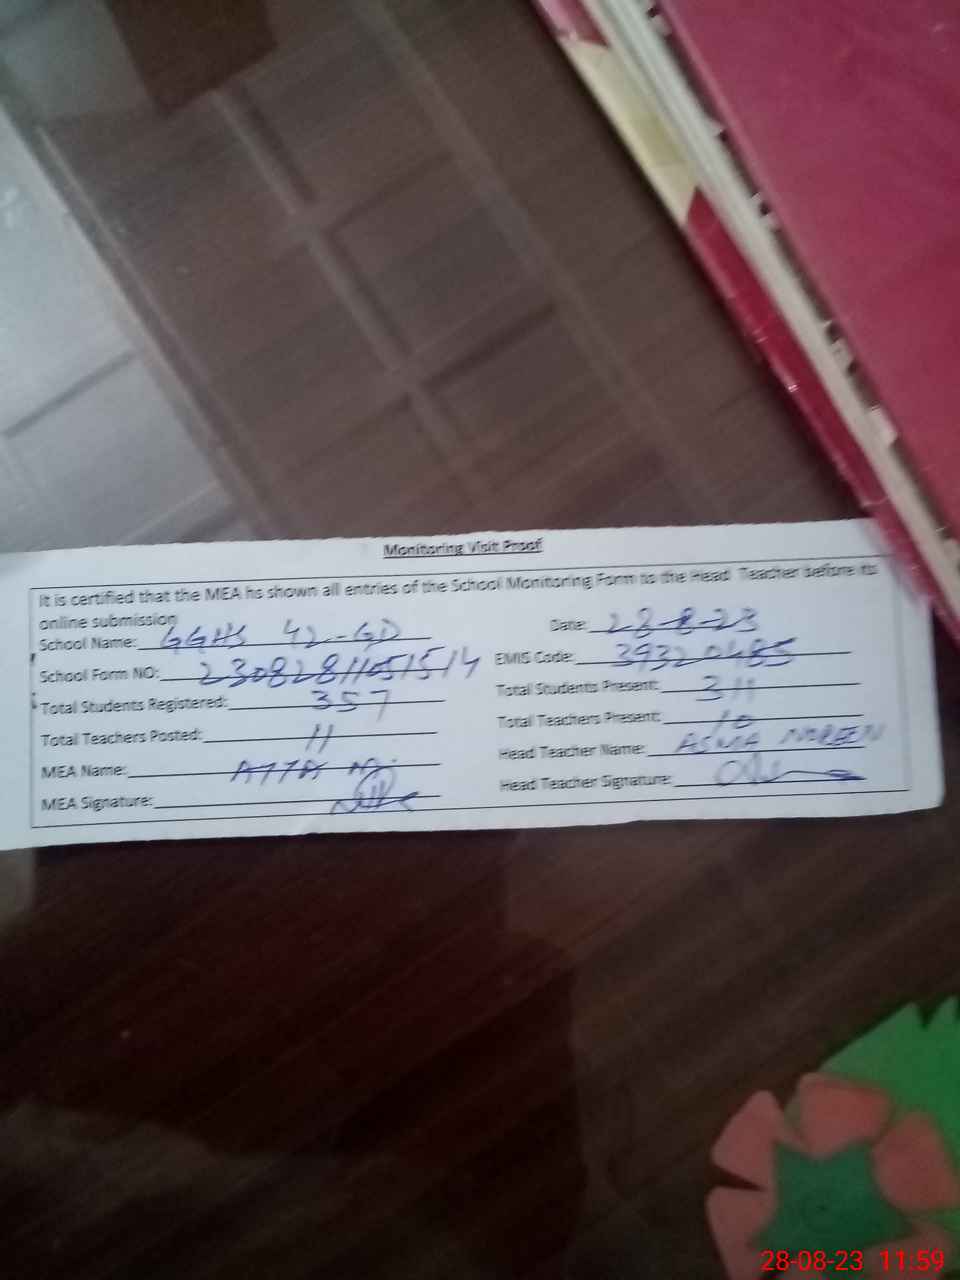 Monitoring Visit Proof
It is certified that the MEA hs shown all entries of the School Monitoring Form to the Head Teacher before its
online submission
School Name: GGHS 42-GD Date: 28-8-23
School Form NO: EMIS Code: 39320485
Total Students Registered: 357 Total Students Present: 311
Total Teachers Posted: 11 Total Teachers Present: 10
MEA Name: ATTA Head Teacher Name: ASMA NOREEN
MEA Signature: Head Teacher Signature:
28-08-23 11:59